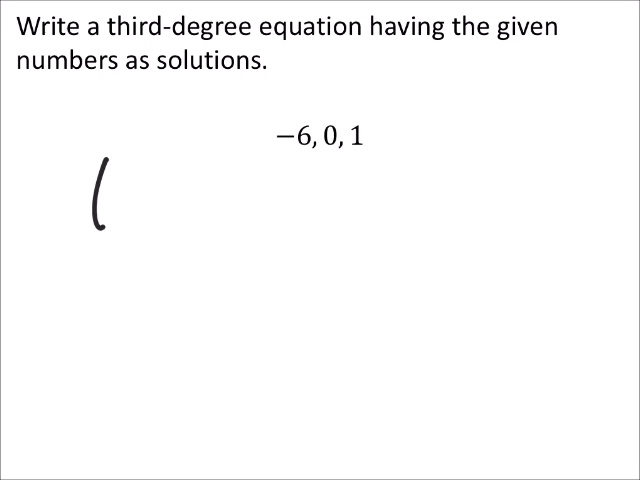 Write a third-degree equation having the given
numbers as solutions.
−6, 0, 1
(